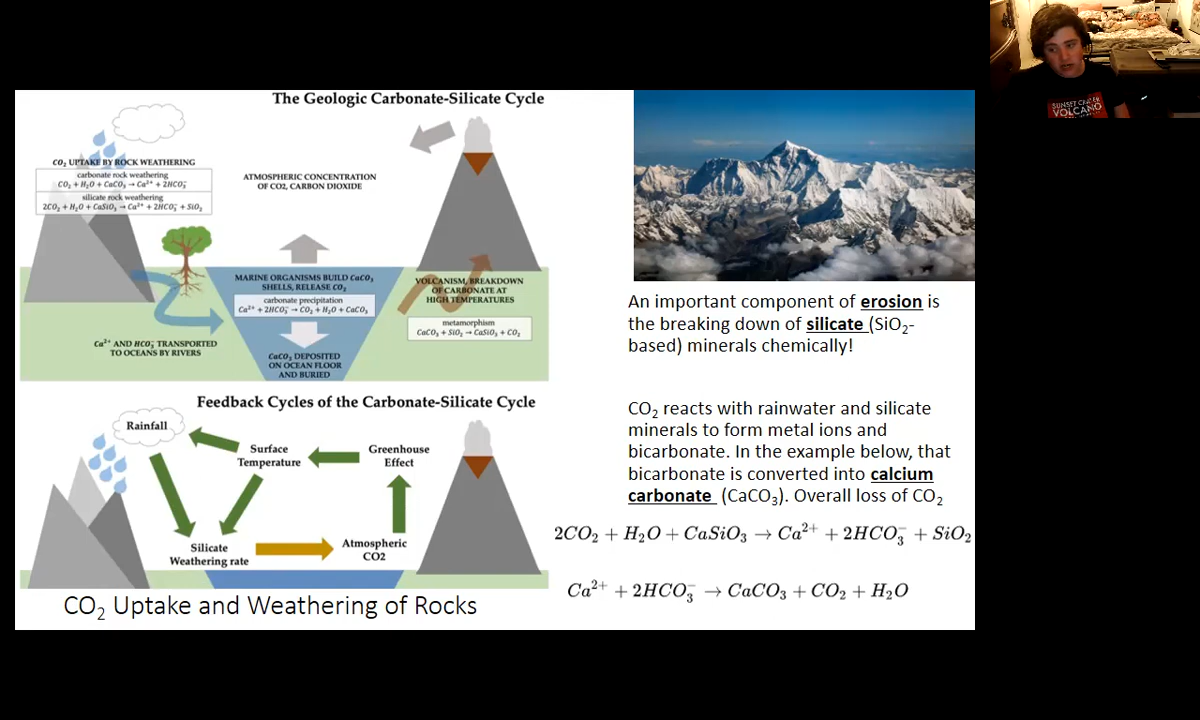 The Geologic Carbonate-Silicate Cycle
CO₂ UPTAKE BY ROCK WEATHERING
carbonate rock weathering
CO₂ + H₂O + CaCO₃ → Ca²⁺ + 2HCO₃⁻
silicate rock weathering
2CO₂ + H₂O + CaSiO₃ → Ca²⁺ + 2HCO₃⁻ + SiO₂
ATMOSPHERIC CONCENTRATION
OF CO2, CARBON DIOXIDE
MARINE ORGANISMS BUILD CaCO₃
SHELLS, RELEASE CO₂
carbonate precipitation
Ca²⁺ + 2HCO₃⁻ → CO₂ + H₂O + CaCO₃
VOLCANISM, BREAKDOWN
OF CARBONATE AT
HIGH TEMPERATURES
metamorphism
CaCO₃ + SiO₂ → CaSiO₃ + CO₂
Ca²⁺ AND HCO₃⁻ TRANSPORTED
TO OCEANS BY RIVERS
CaCO₃ DEPOSITED
ON OCEAN FLOOR
AND BURIED
Feedback Cycles of the Carbonate-Silicate Cycle
Rainfall
Surface
Temperature
Greenhouse
Effect
Silicate
Weathering rate
Atmospheric
CO2
CO₂ Uptake and Weathering of Rocks
An important component of erosion is
the breaking down of silicate (SiO₂-
based) minerals chemically!
CO₂ reacts with rainwater and silicate
minerals to form metal ions and
bicarbonate. In the example below, that
bicarbonate is converted into calcium
carbonate (CaCO₃). Overall loss of CO₂
2CO₂ + H₂O + CaSiO₃ → Ca²⁺ + 2HCO₃⁻ + SiO₂
Ca²⁺ + 2HCO₃⁻ → CaCO₃ + CO₂ + H₂O
SUNSET CRATER
VOLCANO